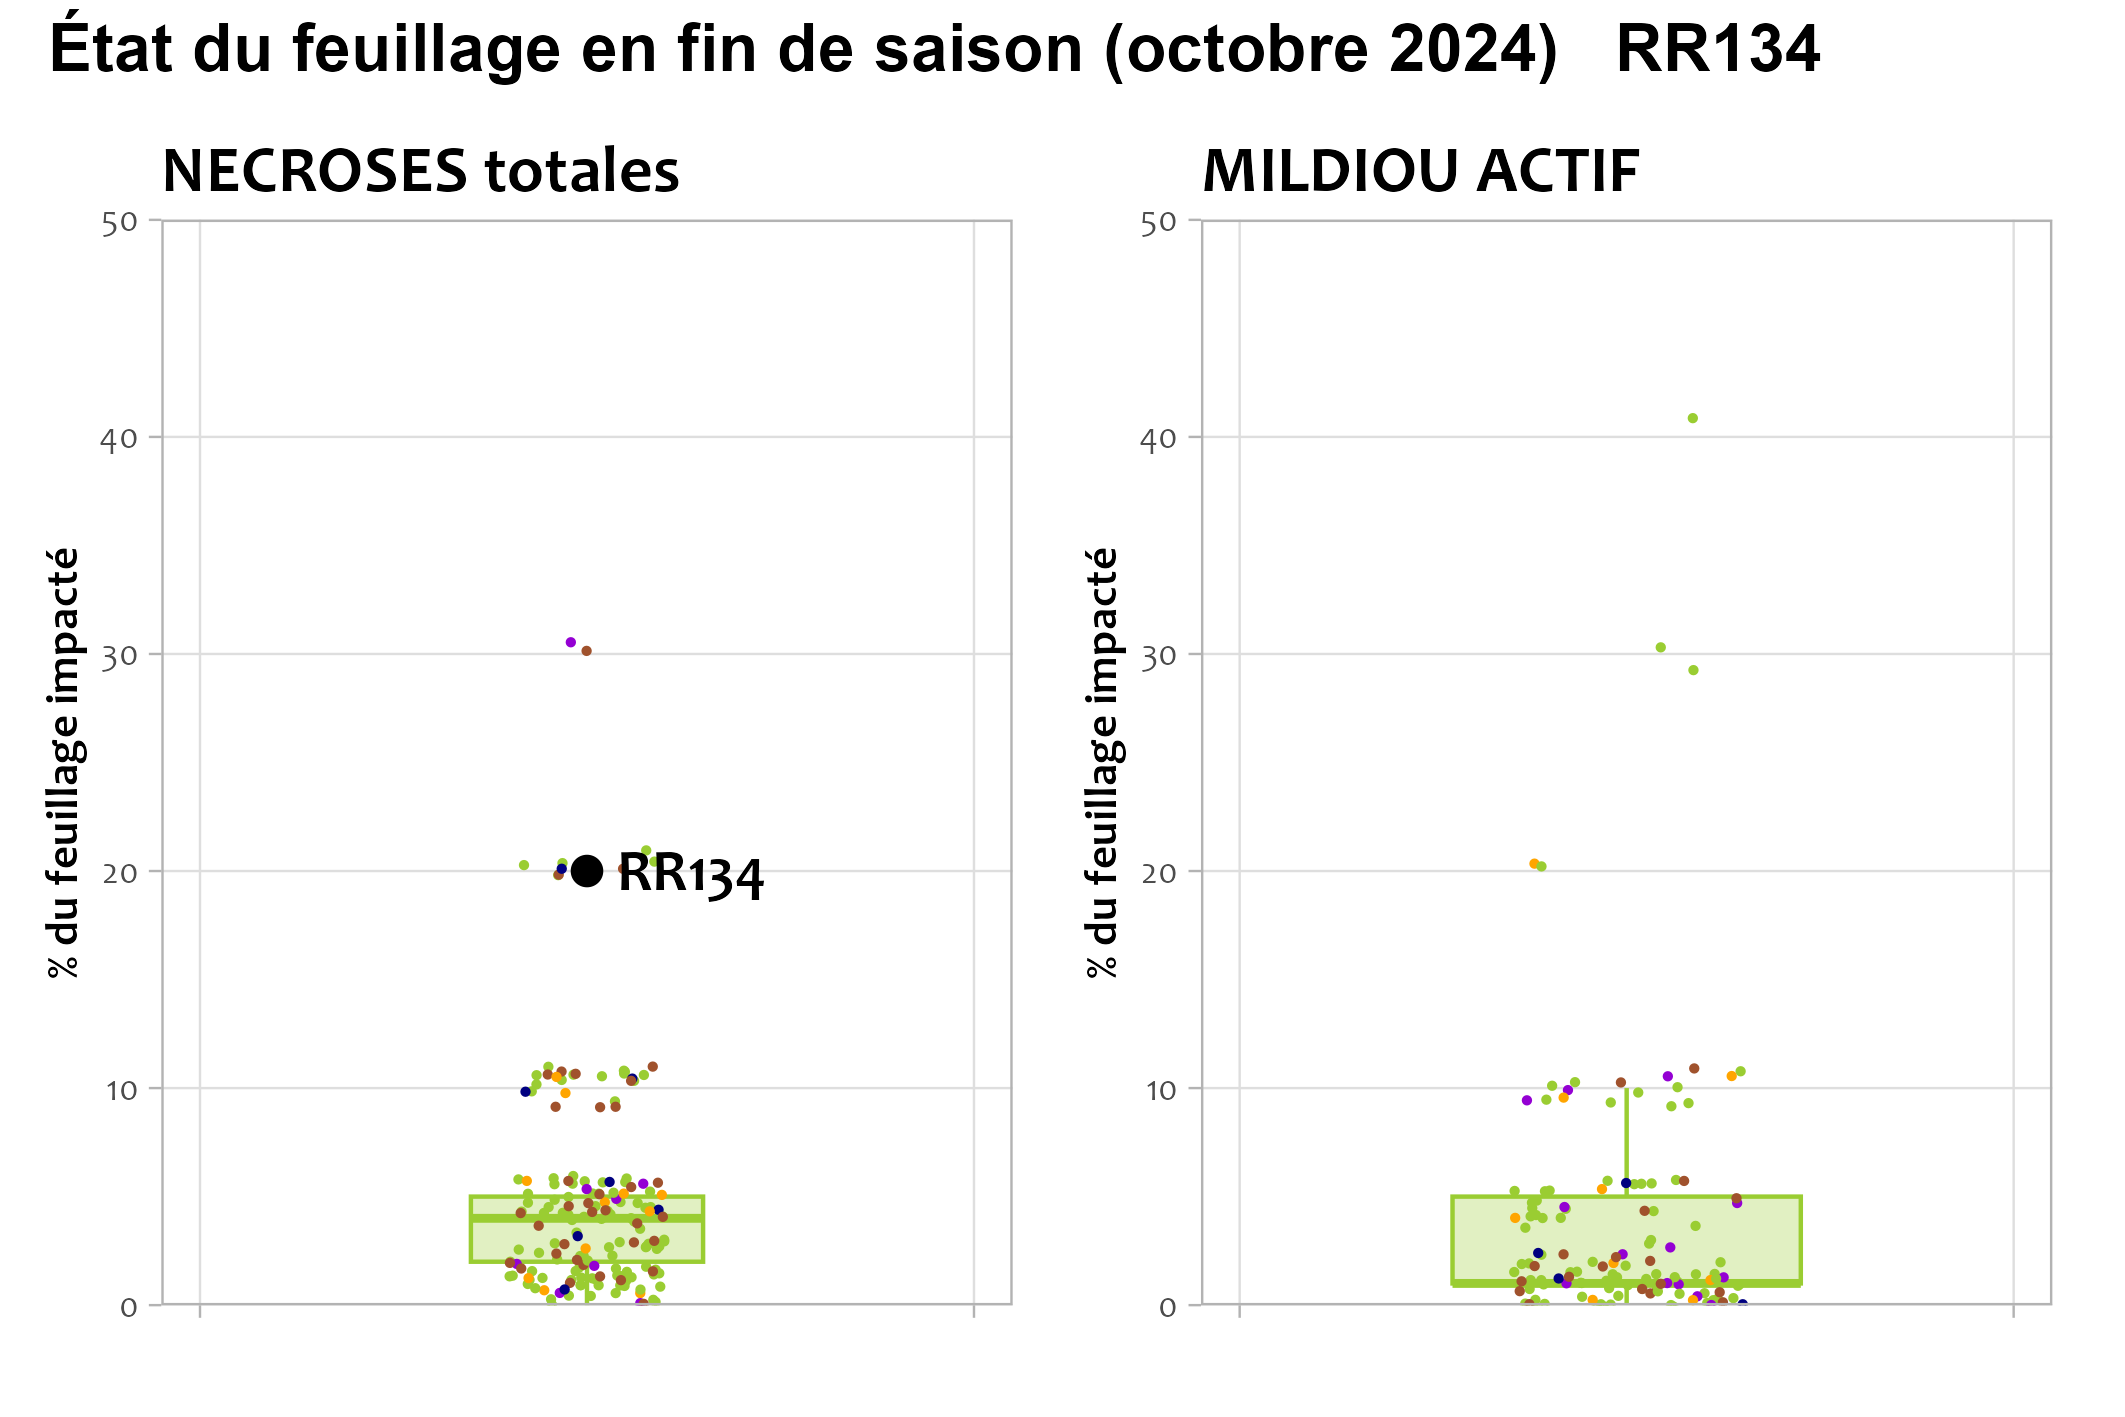 État du feuillage en fin de saison (octobre 2024) RR134
NECROSES totales
% du feuillage impacté
50
40
30
20
10
0
RR134
MILDIOU ACTIF
% du feuillage impacté
50
40
30
20
10
0